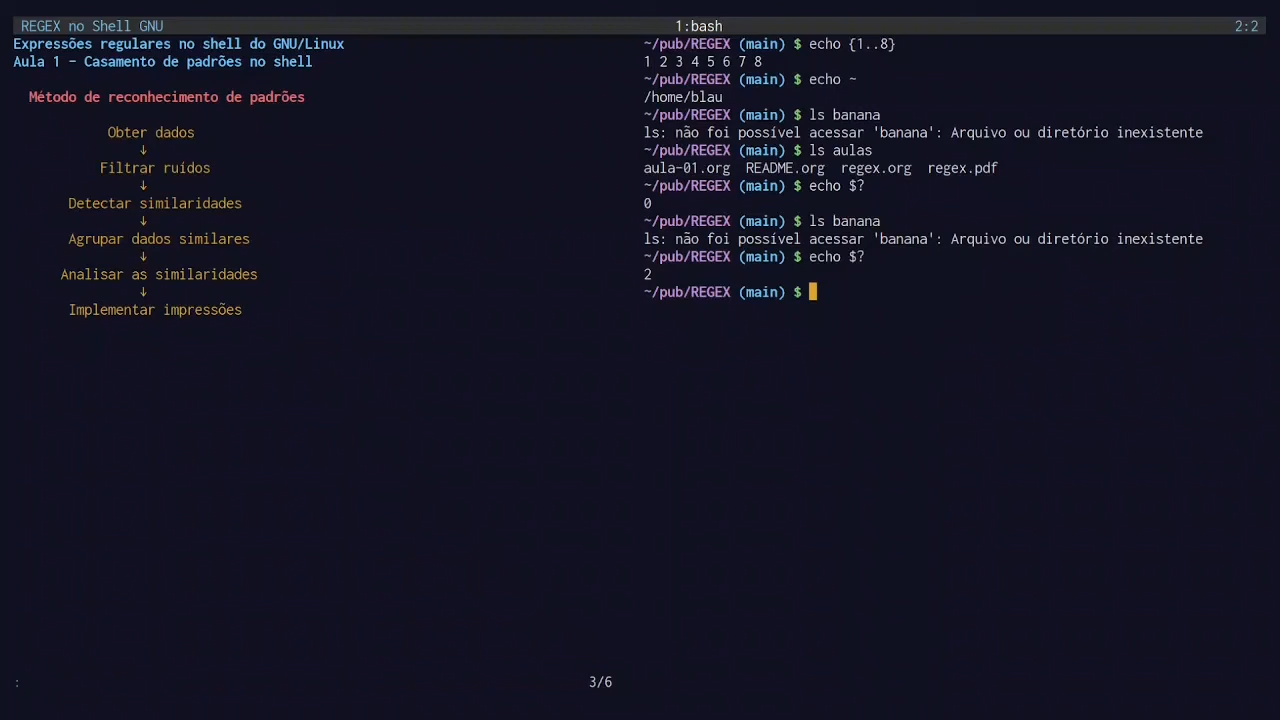 REGEX no Shell GNU 1:bash 2:2
Expressões regulares no shell do GNU/Linux
Aula 1 - Casamento de padrões no shell
Método de reconhecimento de padrões
Obter dados
↓
Filtrar ruídos
↓
Detectar similaridades
↓
Agrupar dados similares
↓
Analisar as similaridades
↓
Implementar impressões
~/pub/REGEX (main) $ echo {1..8}
1 2 3 4 5 6 7 8
~/pub/REGEX (main) $ echo ~
/home/blau
~/pub/REGEX (main) $ ls banana
ls: não foi possível acessar 'banana': Arquivo ou diretório inexistente
~/pub/REGEX (main) $ ls aulas
aula-01.org README.org regex.org regex.pdf
~/pub/REGEX (main) $ echo $?
0
~/pub/REGEX (main) $ ls banana
ls: não foi possível acessar 'banana': Arquivo ou diretório inexistente
~/pub/REGEX (main) $ echo $?
2
~/pub/REGEX (main) $
: 3/6